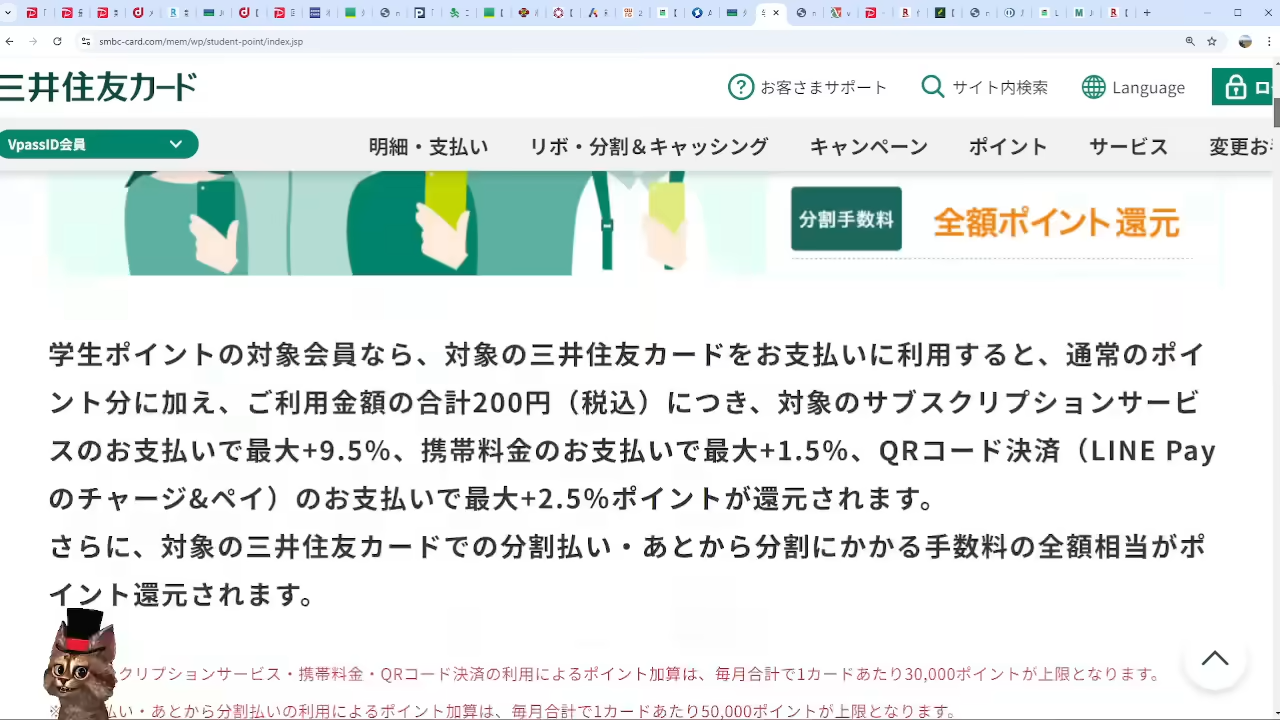 smbc-card.com/mem/wp/student-point/index.jsp
三井住友カード
お客さまサポート
サイト内検索
Language
VpassID会員
明細・支払い
リボ・分割＆キャッシング
キャンペーン
ポイント
サービス
変更お
分割手数料
全額ポイント還元
学生ポイントの対象会員なら、対象の三井住友カードをお支払いに利用すると、通常のポイ
ント分に加え、ご利用金額の合計200円（税込）につき、対象のサブスクリプションサービ
スのお支払いで最大+9.5%、携帯料金のお支払いで最大+1.5%、QRコード決済（LINE Pay
のチャージ&ペイ）のお支払いで最大+2.5%ポイントが還元されます。
さらに、対象の三井住友カードでの分割払い・あとから分割にかかる手数料の全額相当がポ
イント還元されます。
クリプションサービス・携帯料金・QRコード決済の利用によるポイント加算は、毎月合計で1カードあたり30,000ポイントが上限となります。
払い・あとから分割払いの利用によるポイント加算は、毎月合計で1カードあたり50,000ポイントが上限となります。